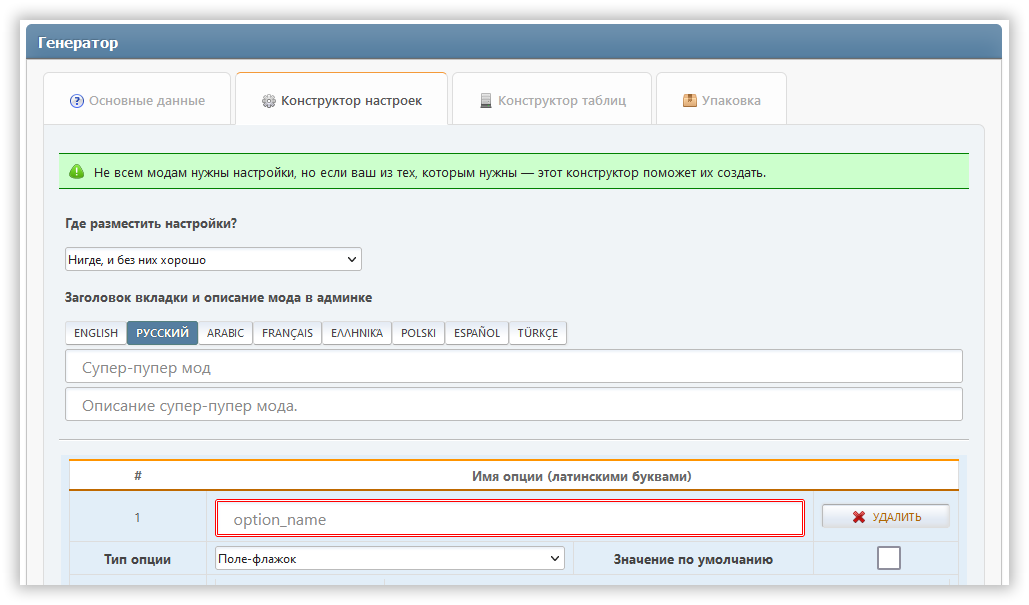 Генератор
Основные данные
Конструктор настроек
Конструктор таблиц
Упаковка
Не всем модам нужны настройки, но если ваш из тех, которым нужны — этот конструктор поможет их создать.
Где разместить настройки?
Нигде, и без них хорошо
Заголовок вкладки и описание мода в админке
ENGLISH РУССКИЙ ARABIC FRANÇAIS ΕΛΛΗΝΙΚΑ POLSKI ESPAÑOL TÜRKÇE
Супер-пупер мод
Описание супер-пупер мода.
# Имя опции (латинскими буквами)
1 option_name УДАЛИТЬ
Тип опции Поле-флажок Значение по умолчанию